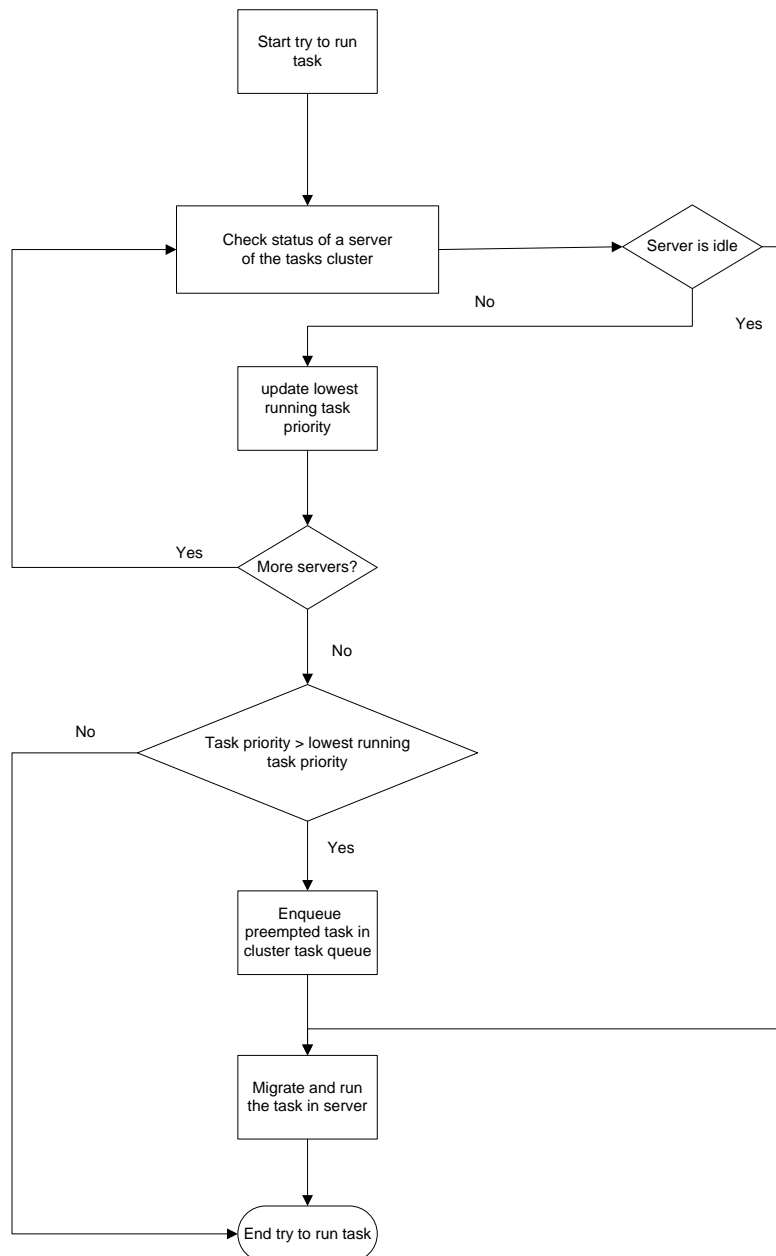 Start try to run
task
Check status of a server
of the tasks cluster
Server is idle
No
Yes
update lowest
running task
priority
Yes
More servers?
No
No
Task priority > lowest running
task priority
Yes
Enqueue
preempted task in
cluster task queue
Migrate and run
the task in server
End try to run task